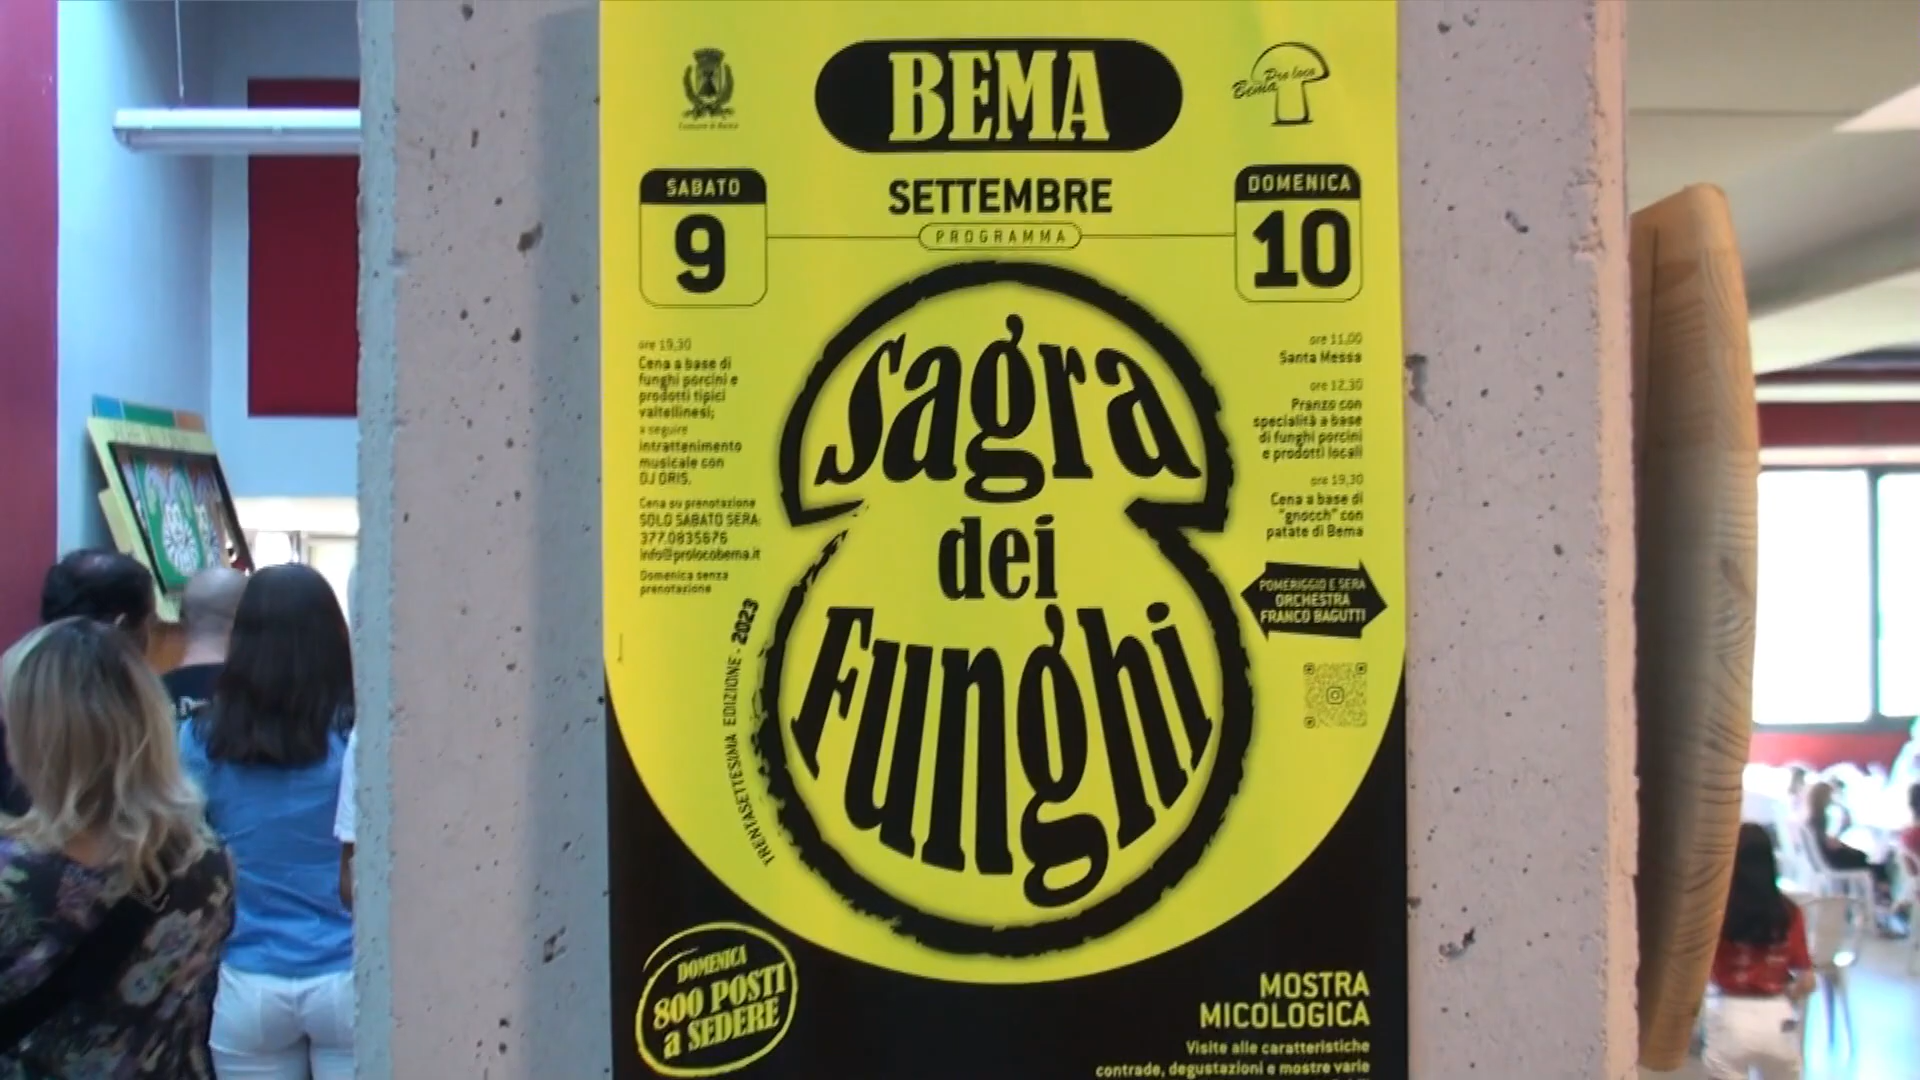 Comune di Bema
BEMA
Pro loco
Bema
SABATO
9
SETTEMBRE
PROGRAMMA
DOMENICA
10
ore 19,30
Cena a base di
funghi porcini e
prodotti tipici
valtellinesi;
a seguire
intrattenimento
musicale con
DJ ORIS.
Cena su prenotazione
SOLO SABATO SERA:
377.0835676
info@prolocobema.it
Domenica senza
prenotazione
Sagra
dei
Funghi
ore 11,00
Santa Messa
ore 12,30
Pranzo con
specialità a base
di funghi porcini
e prodotti locali
ore 19,30
Cena a base di
"gnocch" con
patate di Bema
POMERIGGIO E SERA
ORCHESTRA
FRANCO BAGUTTI
TRENTASETTESIMA EDIZIONE - 2023
DOMENICA
800 POSTI
a SEDERE
MOSTRA
MICOLOGICA
Visite alle caratteristiche
contrade, degustazioni e mostre varie